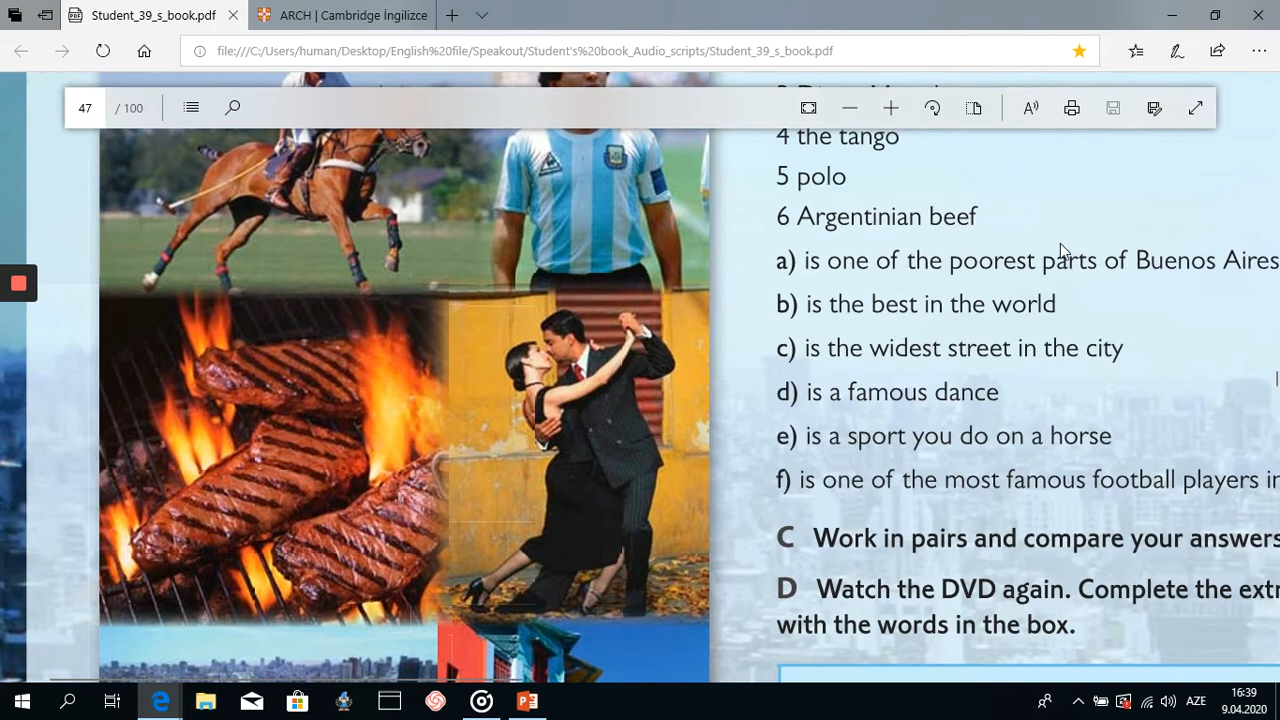 Student_39_s_book.pdf
ARCH | Cambridge İngilizce
file:///C:/Users/human/Desktop/English%20file/Speakout/Student's%20book_Audio_scripts/Student_39_s_book.pdf
47 / 100
4 the tango
5 polo
6 Argentinian beef
a) is one of the poorest parts of Buenos Aires
b) is the best in the world
c) is the widest street in the city
d) is a famous dance
e) is a sport you do on a horse
f) is one of the most famous football players in
C Work in pairs and compare your answers
D Watch the DVD again. Complete the extr
with the words in the box.
AZE
16:39
9.04.2020